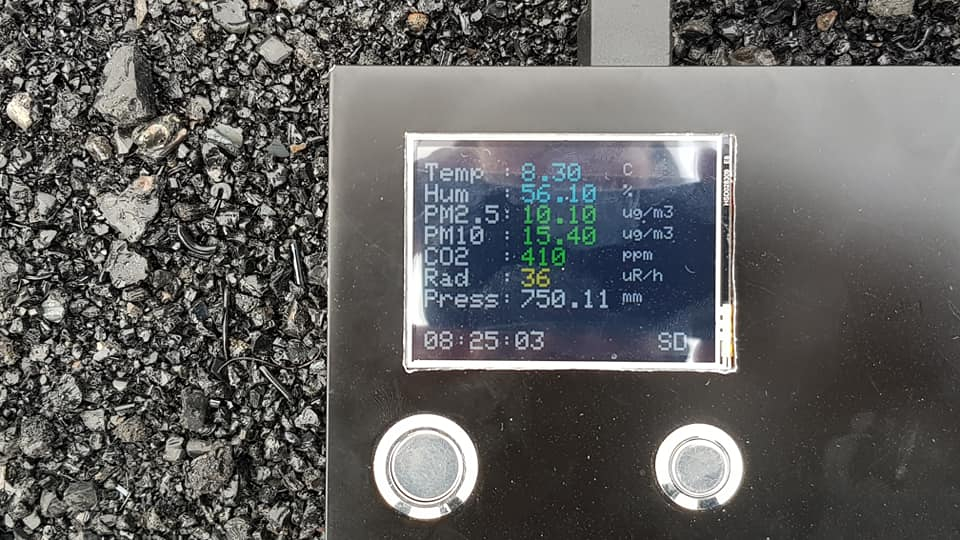 Temp : 8.30 C
Hum : 56.10 %
PM2.5: 10.10 ug/m3
PM10 : 15.40 ug/m3
CO2 : 410 ppm
Rad : 36 uR/h
Press: 750.11 mm
08:25:03 SD